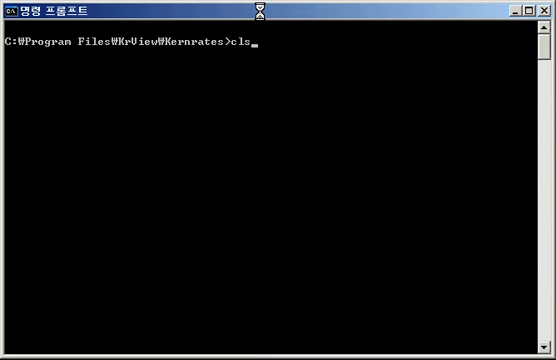 명령 프롬프트
C:₩Program Files₩KrView₩Kernrates>cls_